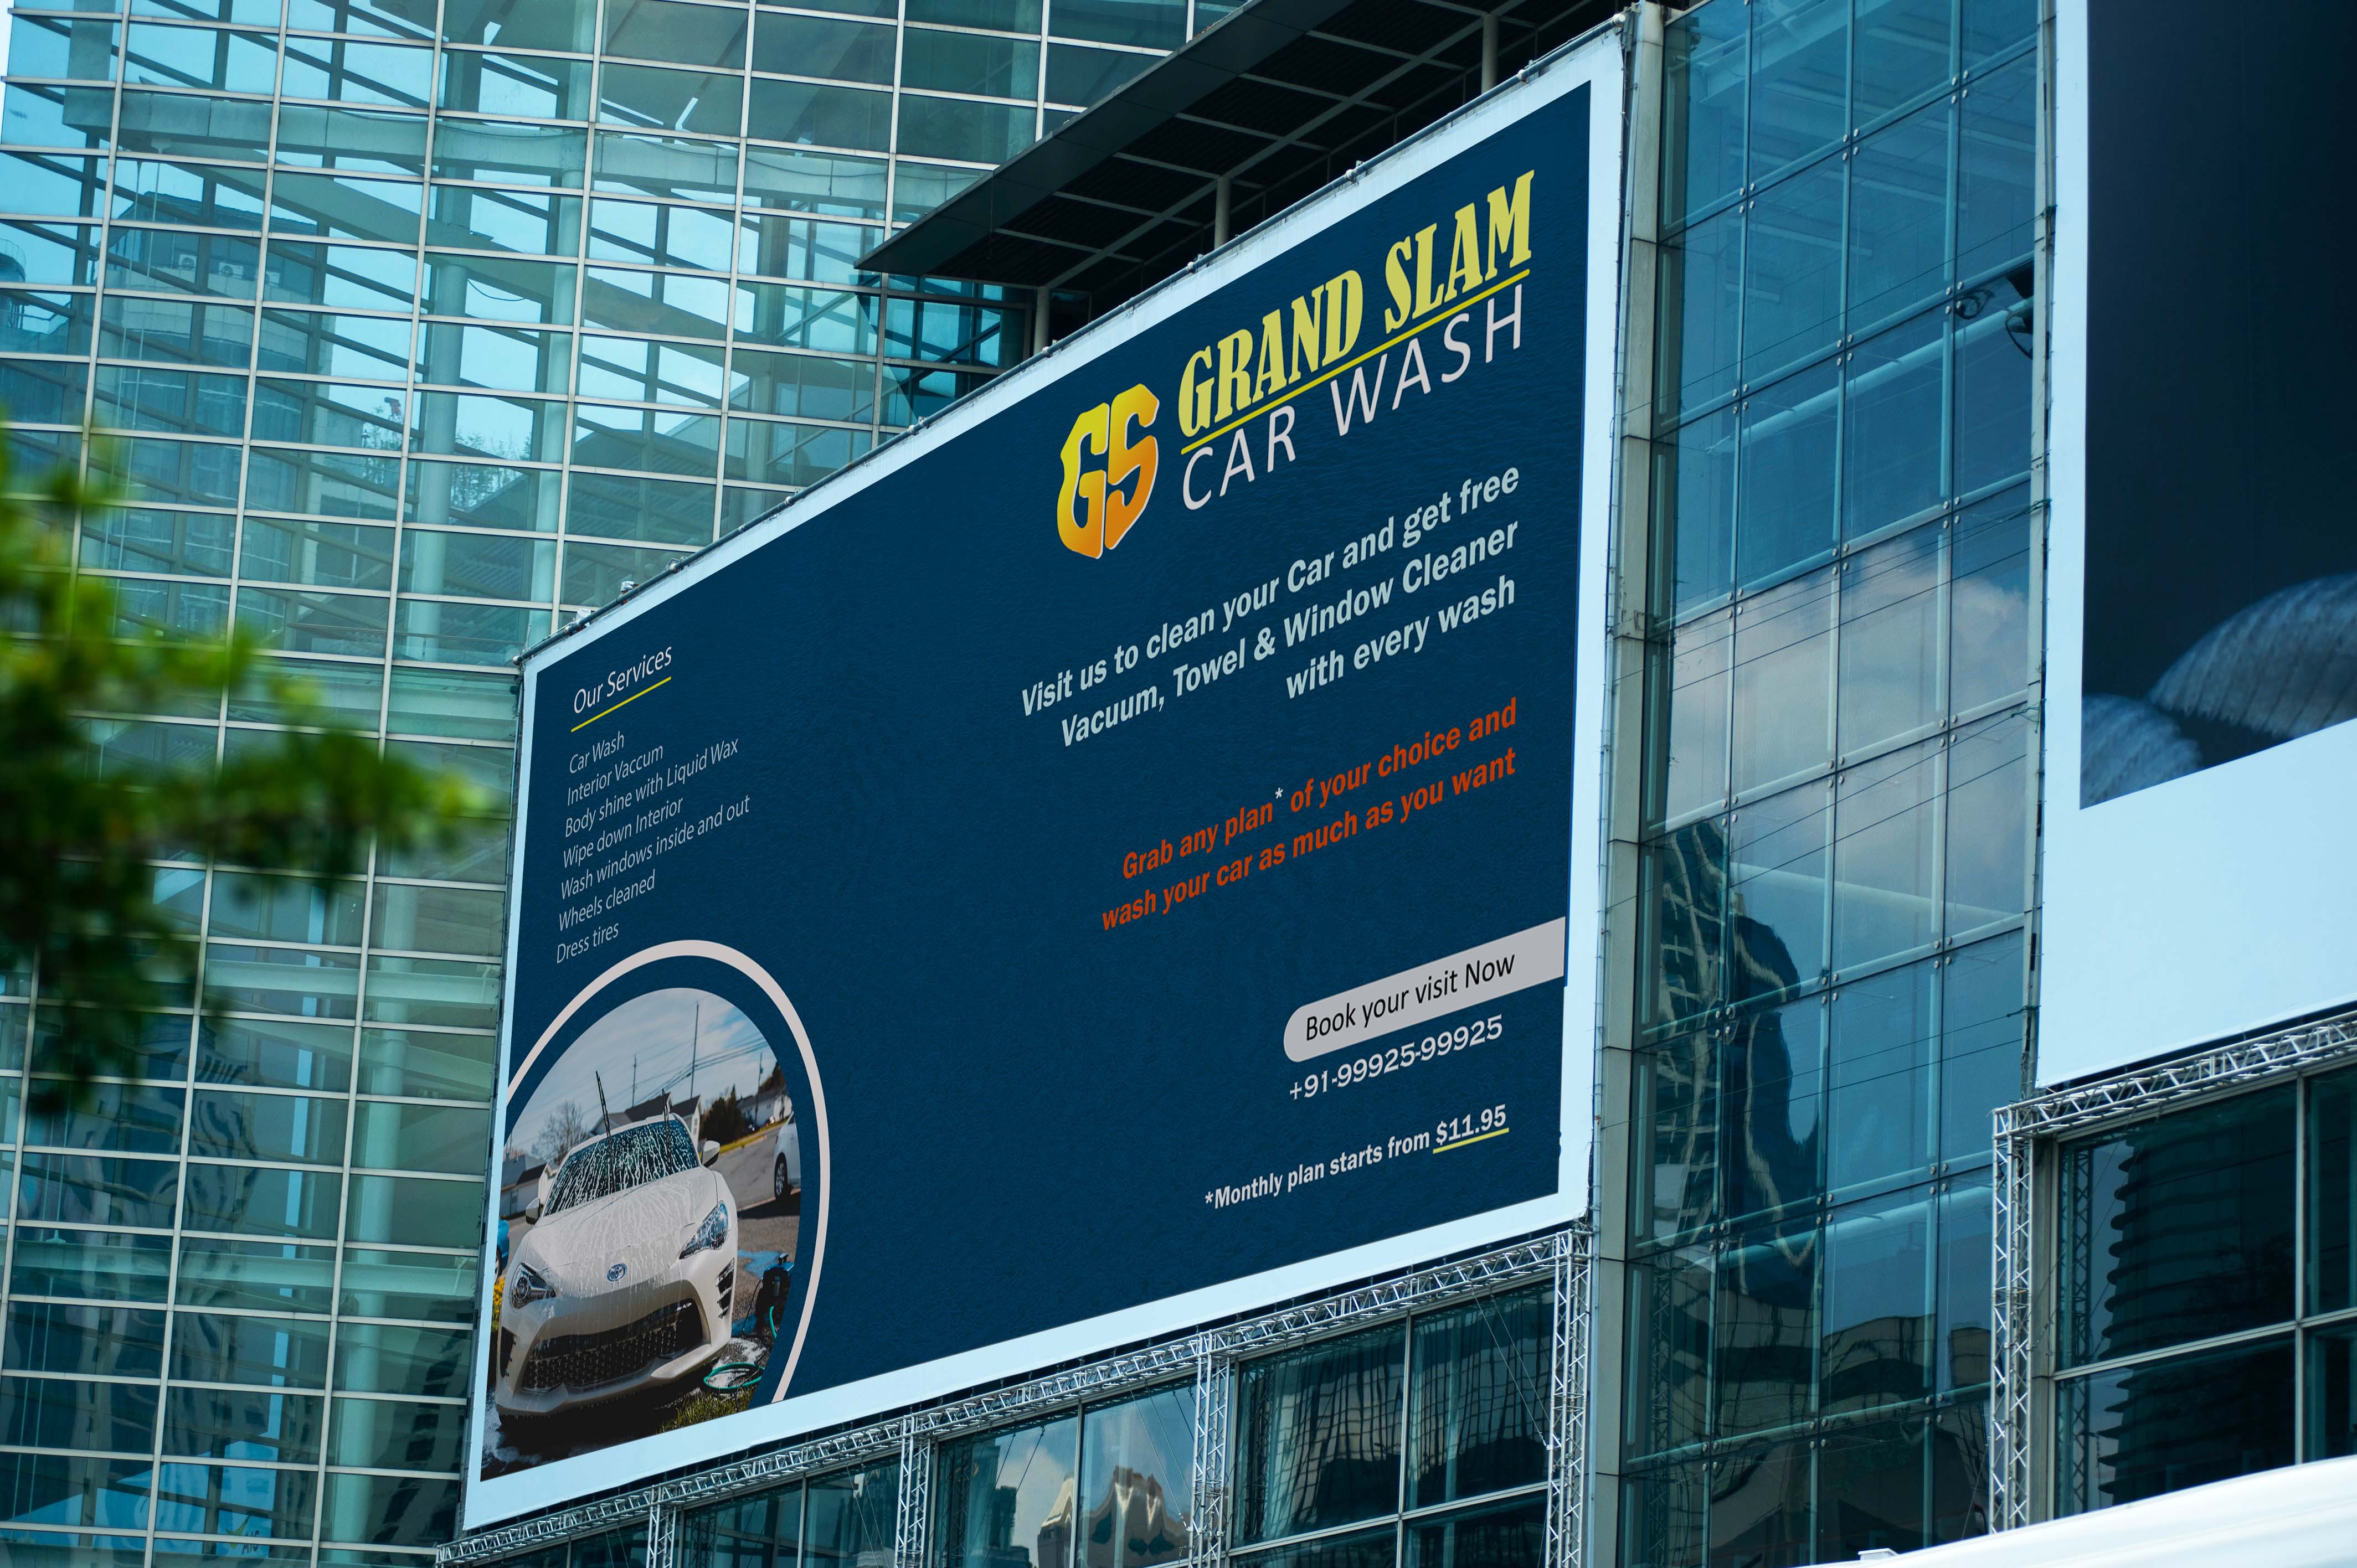 GS
GRAND SLAM
CAR WASH
Visit us to clean your Car and get free
Vacuum, Towel & Window Cleaner
with every wash
Grab any plan* of your choice and
wash your car as much as you want
Book your visit Now
+91-99925-99925
*Monthly plan starts from $11.95
Our Services
Car Wash
Interior Vaccum
Body shine with Liquid Wax
Wipe down Interior
Wash windows inside and out
Wheels cleaned
Dress tires